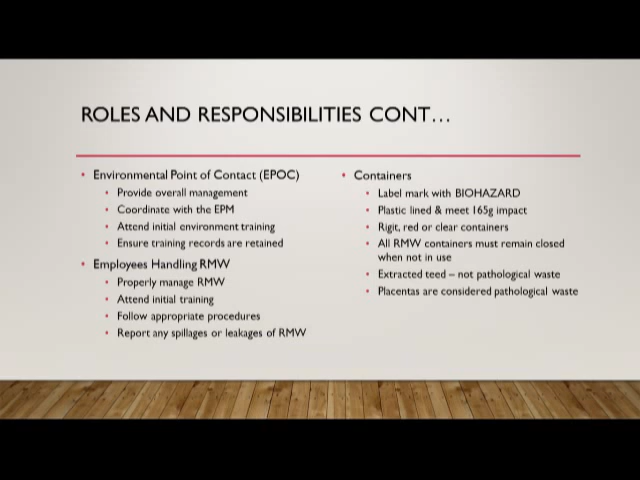 ROLES AND RESPONSIBILITIES CONT…
• Environmental Point of Contact (EPOC)
• Provide overall management
• Coordinate with the EPM
• Attend initial environment training
• Ensure training records are retained
• Employees Handling RMW
• Properly manage RMW
• Attend initial training
• Follow appropriate procedures
• Report any spillages or leakages of RMW
• Containers
• Label mark with BIOHAZARD
• Plastic lined & meet 165g impact
• Rigit, red or clear containers
• All RMW containers must remain closed
when not in use
• Extracted teed – not pathological waste
• Placentas are considered pathological waste